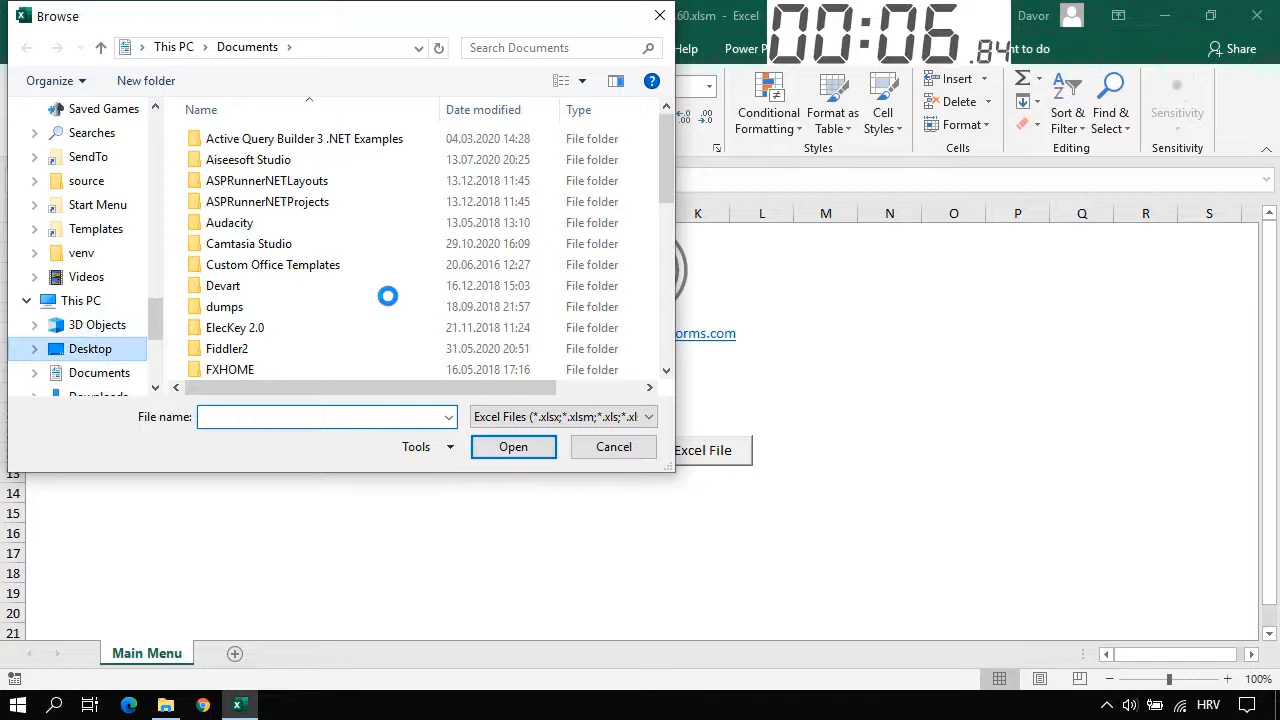 Browse
.60.xlsm - Excel
00:06.84
Davor
This PC
Documents
Search Documents
Help
Power P
nt to do
Share
Organize
New folder
Saved Games
Searches
SendTo
source
Start Menu
Templates
venv
Videos
This PC
3D Objects
Desktop
Documents
Name
Date modified
Type
Active Query Builder 3 .NET Examples 04.03.2020 14:28 File folder
Aiseesoft Studio 13.07.2020 20:25 File folder
ASPRunnerNETLayouts 13.12.2018 11:45 File folder
ASPRunnerNETProjects 13.12.2018 11:45 File folder
Audacity 13.05.2018 13:10 File folder
Camtasia Studio 29.10.2020 16:09 File folder
Custom Office Templates 20.06.2016 12:27 File folder
Devart 16.12.2018 15:03 File folder
dumps 18.09.2018 21:57 File folder
ElecKey 2.0 21.11.2018 11:24 File folder
Fiddler2 31.05.2020 20:51 File folder
FXHOME 16.05.2018 17:16 File folder
File name:
Excel Files (*.xlsx;*.xlsm;*.xls;*.xl
Tools
Open
Cancel
Conditional
Formatting
Format as
Table
Cell
Styles
Styles
Insert
Delete
Format
Cells
Sort &
Filter
Find &
Select
Editing
Sensitivity
Sensitivity
K L M N O P Q R S
orms.com
Excel File
13
14
15
16
17
18
19
20
21
Main Menu
100%
HRV